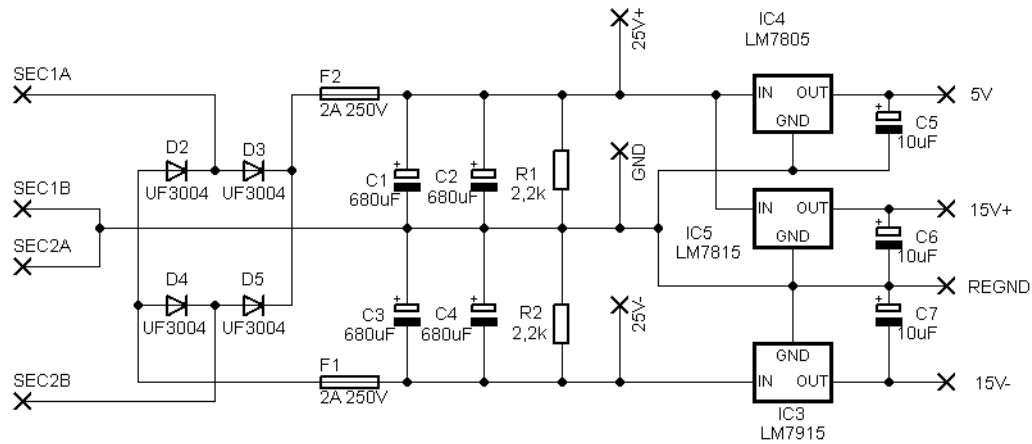 25V+
IC4
LM7805
SEC1A
F2
2A 250V
IN OUT
GND
5V
C5
10uF
D2
UF3004
D3
UF3004
C1
680uF
C2
680uF
R1
2,2k
GND
SEC1B
SEC2A
IC5
LM7815
IN OUT
GND
15V+
C6
10uF
REGND
D4
UF3004
D5
UF3004
C3
680uF
C4
680uF
R2
2,2k
25V-
C7
10uF
SEC2B
F1
2A 250V
GND
IN OUT
15V-
IC3
LM7915